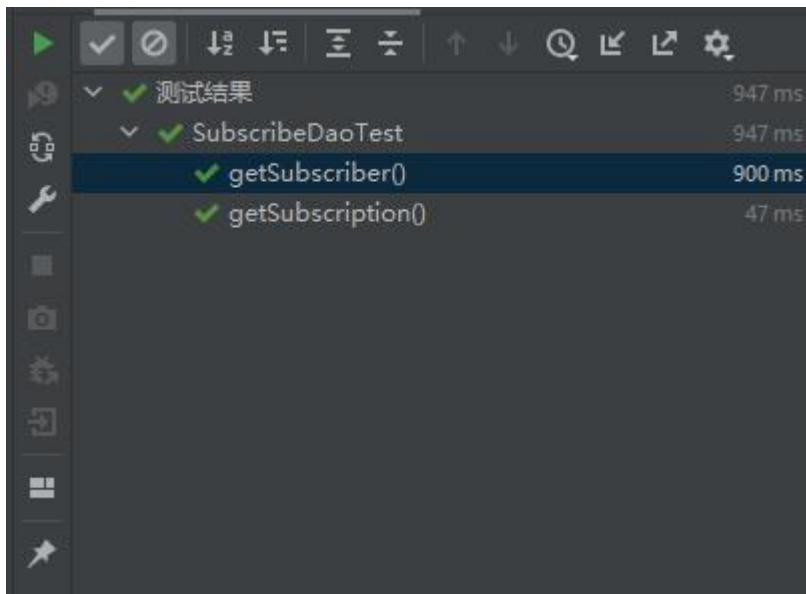 测试结果 947 ms
SubscribeDaoTest 947 ms
getSubscriber() 900 ms
getSubscription() 47 ms